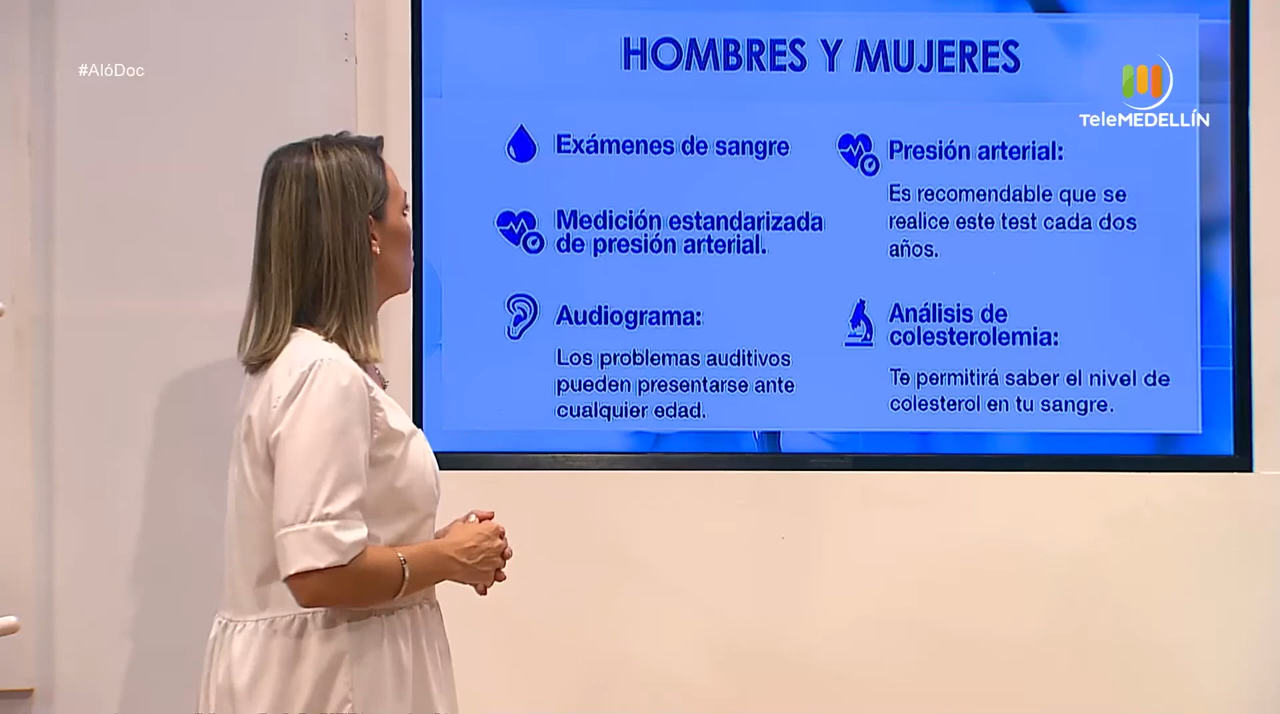 #AlóDoc
HOMBRES Y MUJERES
TeleMEDELLÍN
Exámenes de sangre
Medición estandarizada
de presión arterial.
Audiograma:
Los problemas auditivos
pueden presentarse ante
cualquier edad.
Presión arterial:
Es recomendable que se
realice este test cada dos
años.
Análisis de
colesterolemia:
Te permitirá saber el nivel de
colesterol en tu sangre.